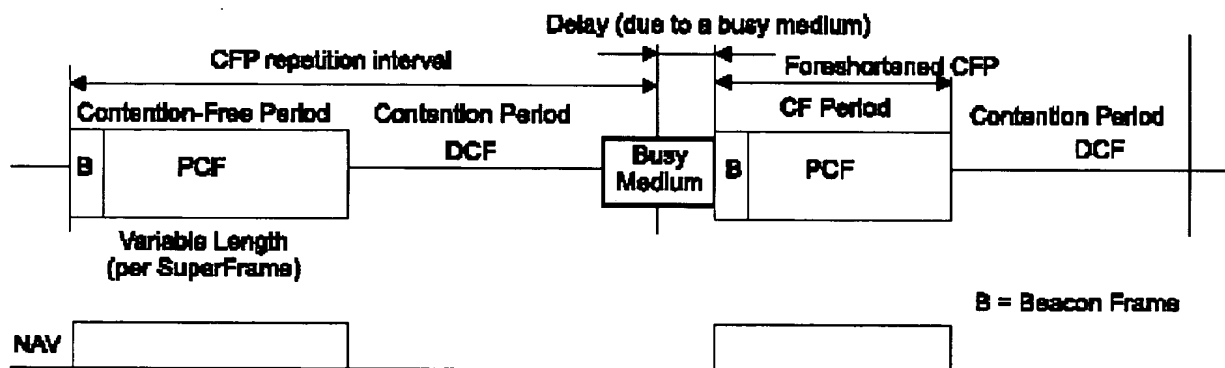 Delay (due to a busy medium)
CFP repetition interval
Foreshortened CFP
Contention-Free Period
Contention Period
CF Period
Contention Period
B
PCF
DCF
Busy
Medium
B
PCF
DCF
Variable Length
(per SuperFrame)
B = Beacon Frame
NAV